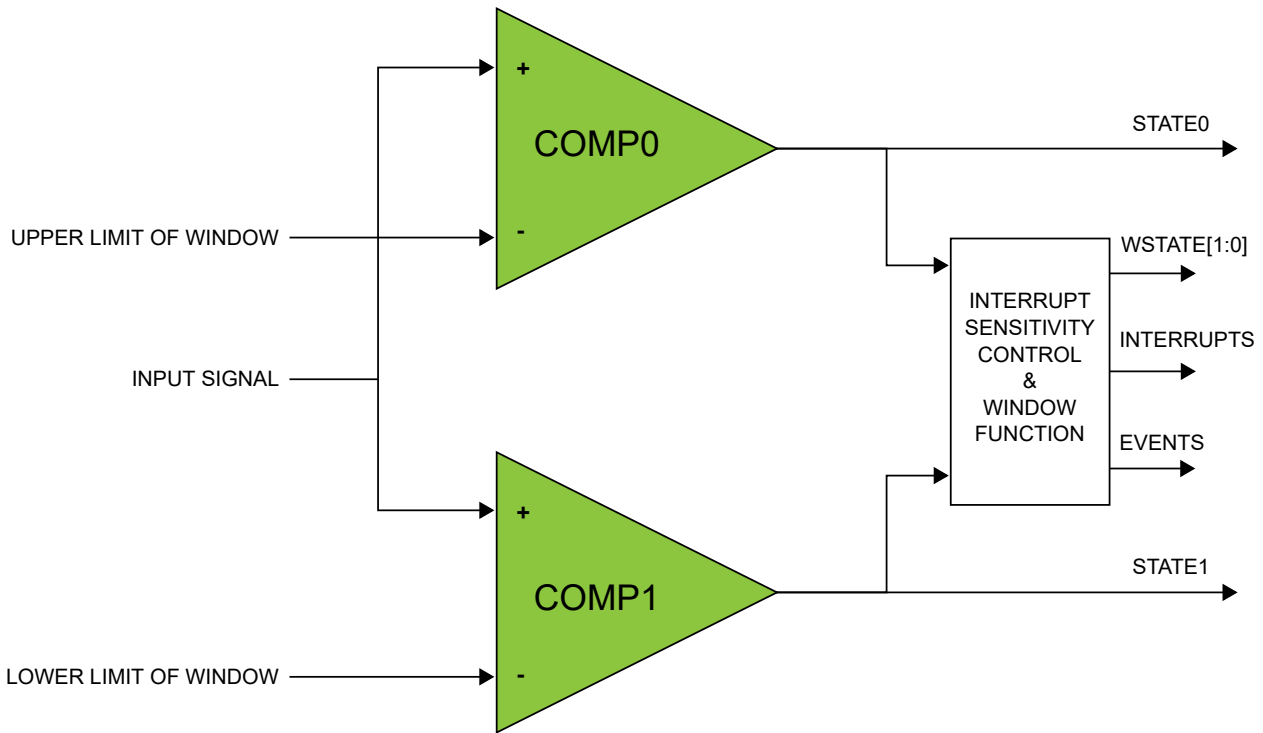 +
COMP0
-
STATE0
UPPER LIMIT OF WINDOW
WSTATE[1:0]
INTERRUPT
SENSITIVITY
CONTROL
&
WINDOW
FUNCTION
INTERRUPTS
INPUT SIGNAL
EVENTS
+
COMP1
-
STATE1
LOWER LIMIT OF WINDOW